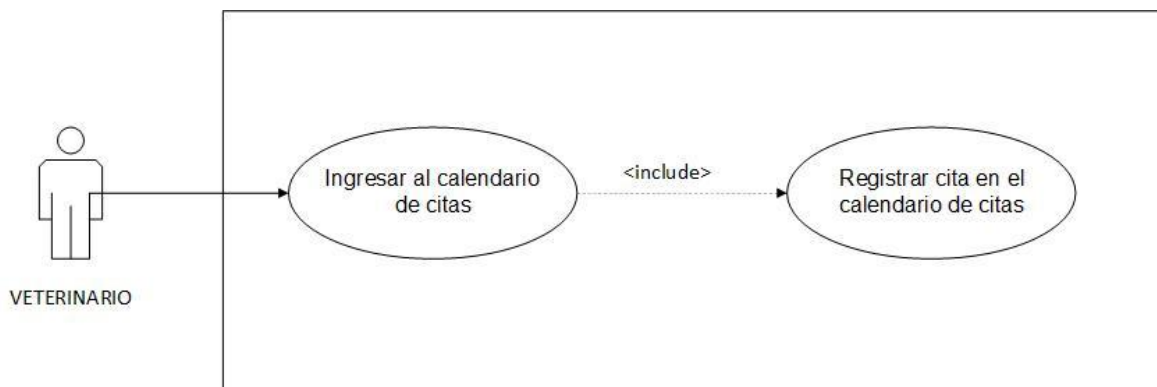 Ingresar al calendario
de citas
<include>
Registrar cita en el
calendario de citas
VETERINARIO